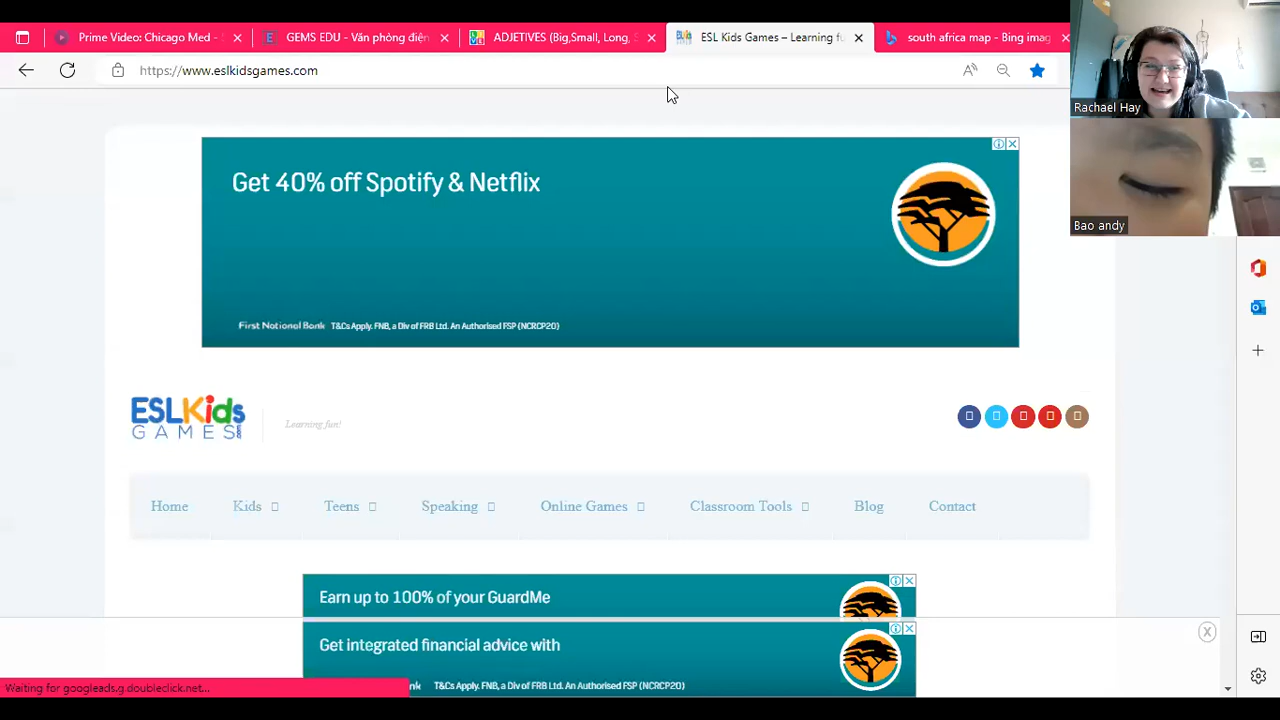 Prime Video: Chicago Med -
GEMS EDU - Văn phòng điện
ADJETIVES (Big,Small, Long, S
ESL Kids Games – Learning fu
south africa map - Bing imag
https://www.eslkidsgames.com
Rachael Hay
Bao andy
Get 40% off Spotify & Netflix
First National Bank T&Cs Apply. FNB, a Div of FRB Ltd. An Authorised FSP (NCRCP20)
ESLKids
GAMES
.com
Learning fun!
Home Kids Teens Speaking Online Games Classroom Tools Blog Contact
Earn up to 100% of your GuardMe
Get integrated financial advice with
nk T&Cs Apply. FNB, a Div of FRB Ltd. An Authorised FSP (NCRCP20)
Waiting for googleads.g.doubleclick.net...